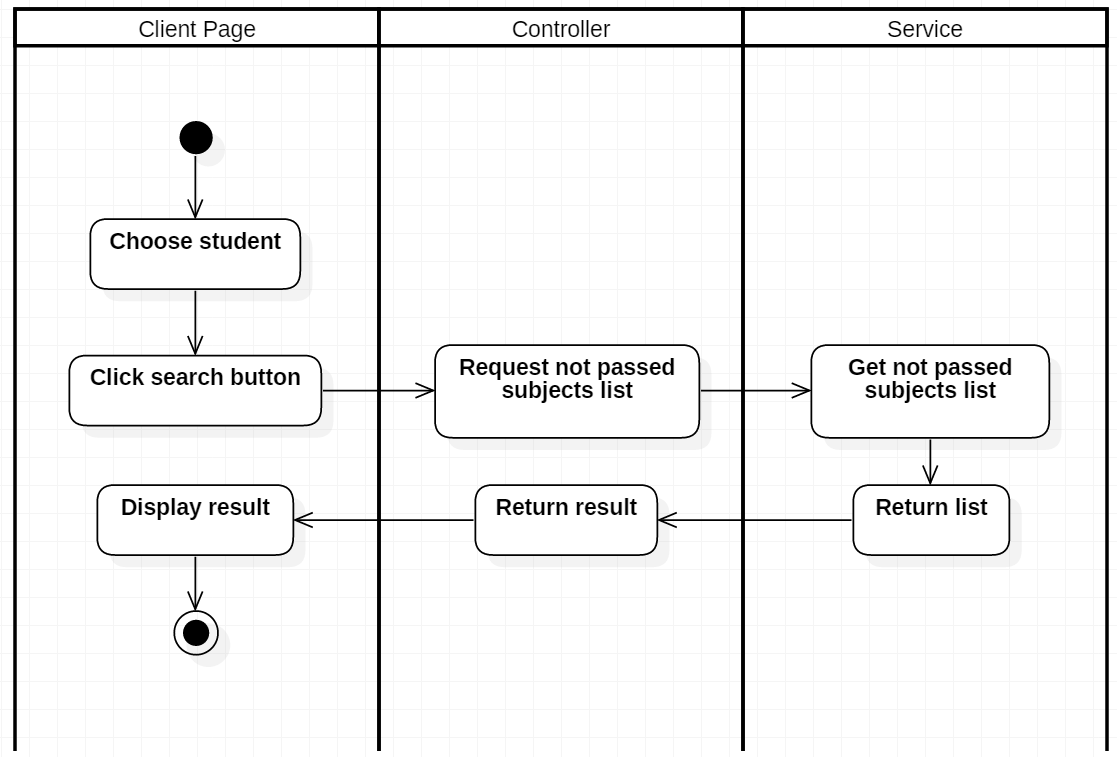 Client Page
Controller
Service
Choose student
Click search button
Request not passed
subjects list
Get not passed
subjects list
Display result
Return result
Return list